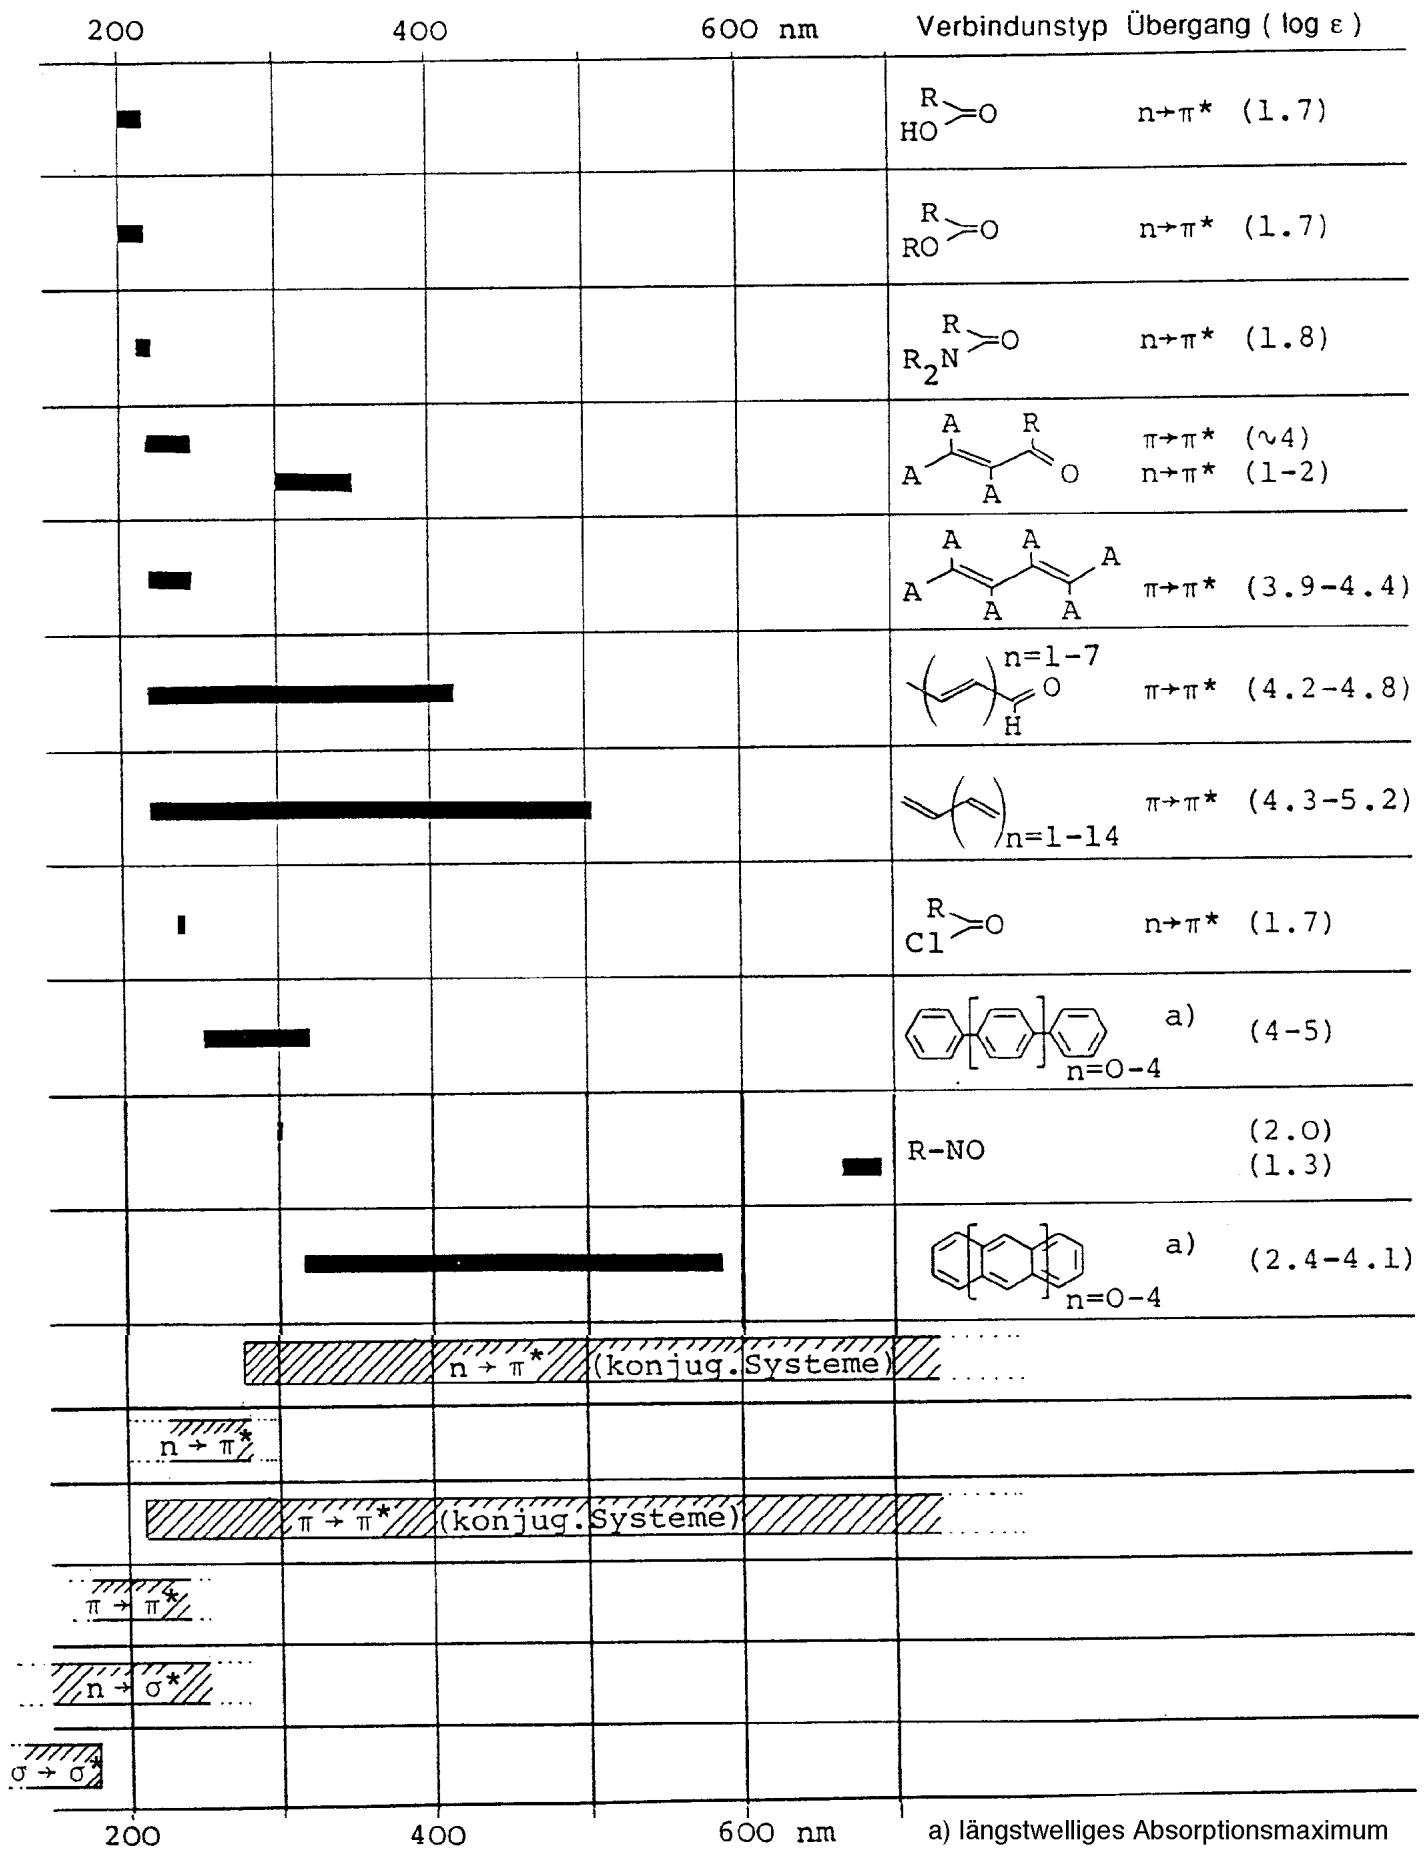 200 400 600 nm Verbindunstyp Übergang ( log ε )
R
HO O n→π* (1.7)
R
RO O n→π* (1.7)
R
R₂N O n→π* (1.8)
A R π→π* (~4)
A A O n→π* (1-2)
A A A
A A A π→π* (3.9-4.4)
n=1-7
O
H π→π* (4.2-4.8)
π→π* (4.3-5.2)
n=1-14
R
Cl O n→π* (1.7)
a) (4-5)
n=0-4
(2.0)
R-NO
(1.3)
a) (2.4-4.1)
n=0-4
n→π* (konjug.Systeme)
n→π*
π→π* (konjug.Systeme)
π→π*
n→σ*
σ→σ*
200 400 600 nm a) längstwelliges Absorptionsmaximum